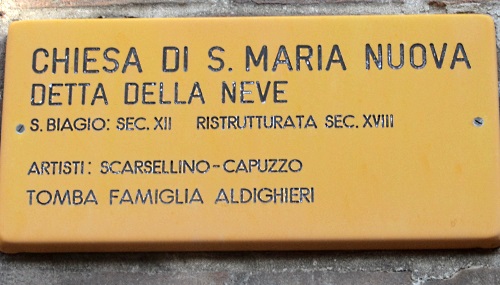 CHIESA DI S. MARIA NUOVA
DETTA DELLA NEVE
S. BIAGIO: SEC. XII RISTRUTTURATA SEC. XVIII
ARTISTI: SCARSELLINO-CAPUZZO
TOMBA FAMIGLIA ALDIGHIERI